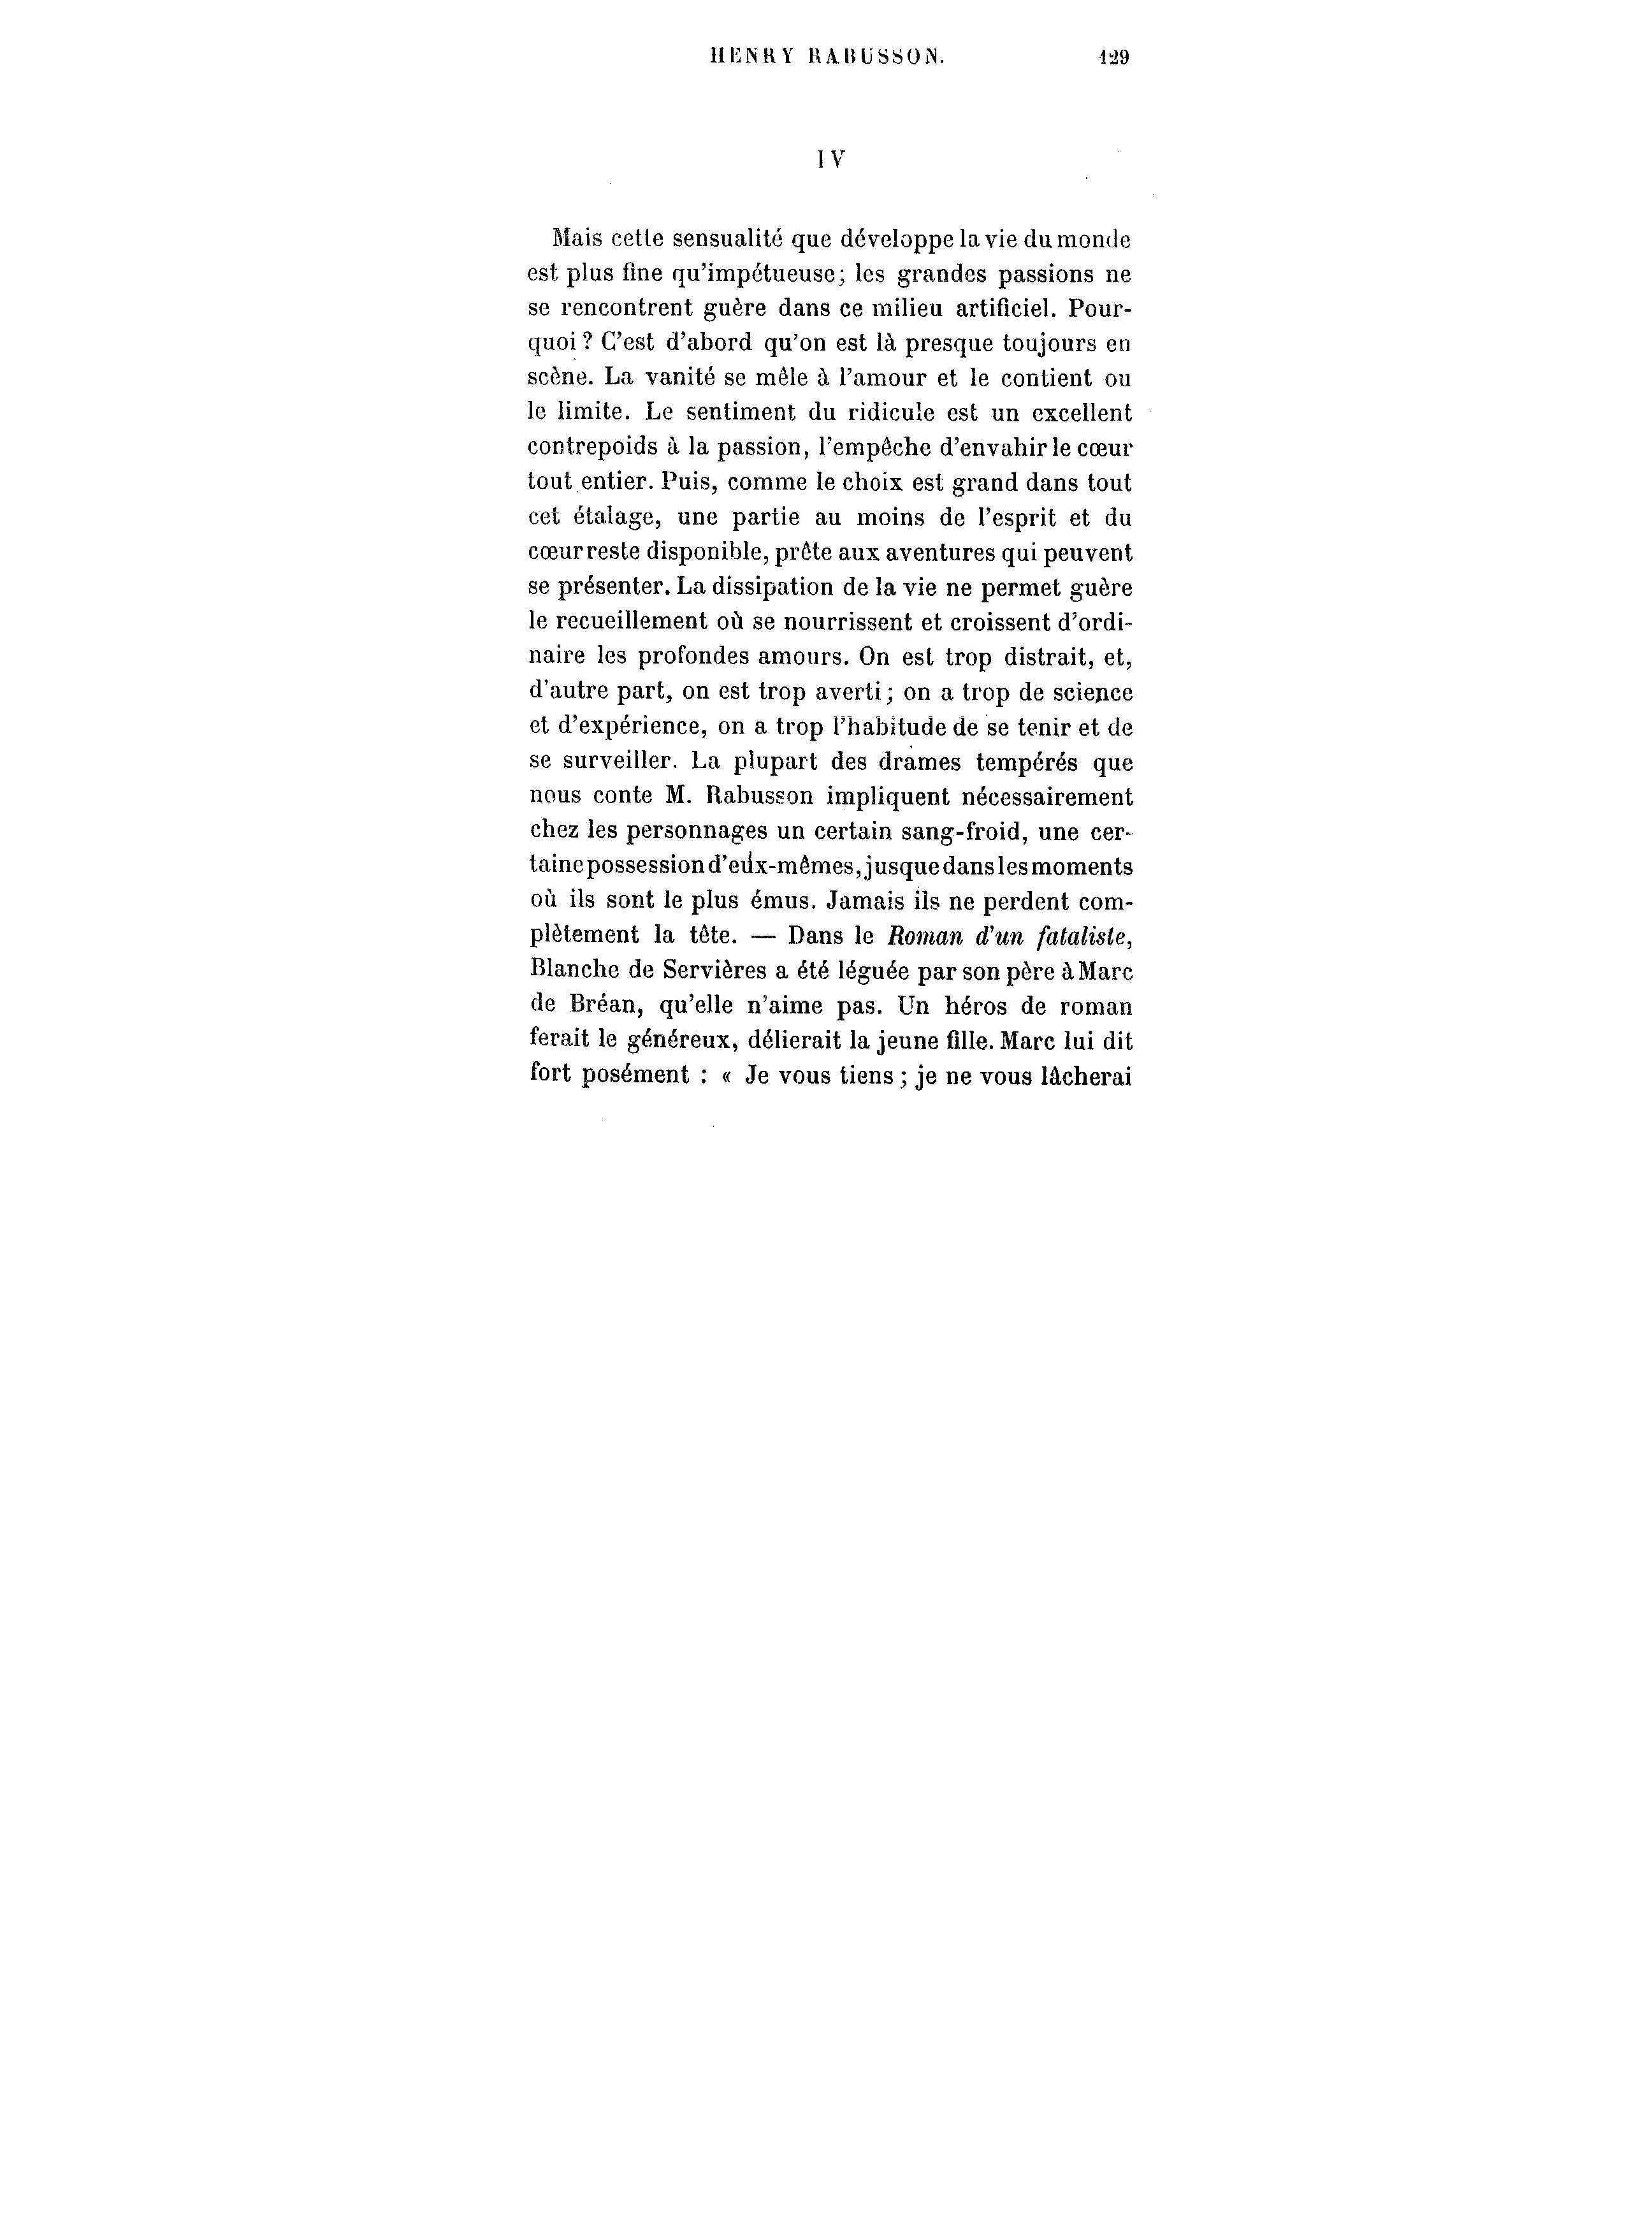 HENRY RABUSSON. 129
IV
Mais cette sensualité que développe la vie du monde
est plus fine qu'impétueuse; les grandes passions ne
se rencontrent guère dans ce milieu artificiel. Pour-
quoi ? C'est d'abord qu'on est là presque toujours en
scène. La vanité se mêle à l'amour et le contient ou
le limite. Le sentiment du ridicule est un excellent
contrepoids à la passion, l'empêche d'envahir le cœur
tout entier. Puis, comme le choix est grand dans tout
cet étalage, une partie au moins de l'esprit et du
cœur reste disponible, prête aux aventures qui peuvent
se présenter. La dissipation de la vie ne permet guère
le recueillement où se nourrissent et croissent d'ordi-
naire les profondes amours. On est trop distrait, et,
d'autre part, on est trop averti; on a trop de science
et d'expérience, on a trop l'habitude de se tenir et de
se surveiller. La plupart des drames tempérés que
nous conte M. Rabusson impliquent nécessairement
chez les personnages un certain sang-froid, une cer-
taine possession d'eux-mêmes, jusque dans les moments
où ils sont le plus émus. Jamais ils ne perdent com-
plètement la tête. — Dans le Roman d'un fataliste,
Blanche de Servières a été léguée par son père à Marc
de Bréan, qu'elle n'aime pas. Un héros de roman
ferait le généreux, délierait la jeune fille. Marc lui dit
fort posément : « Je vous tiens ; je ne vous lâcherai